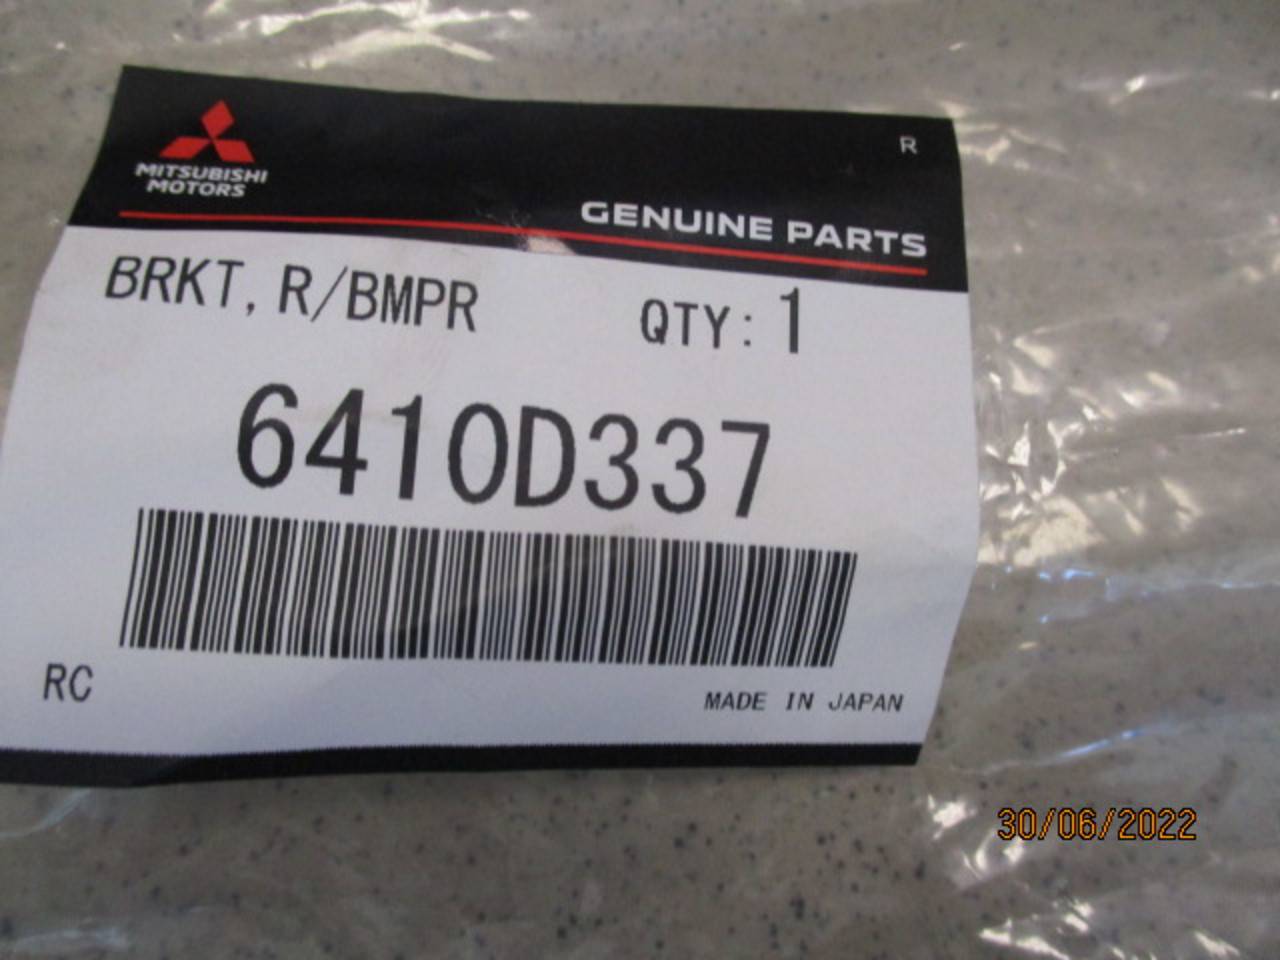 MITSUBISHI
MOTORS
R
GENUINE PARTS
BRKT, R/BMPR QTY: 1
6410D337
RC
MADE IN JAPAN
30/06/2022